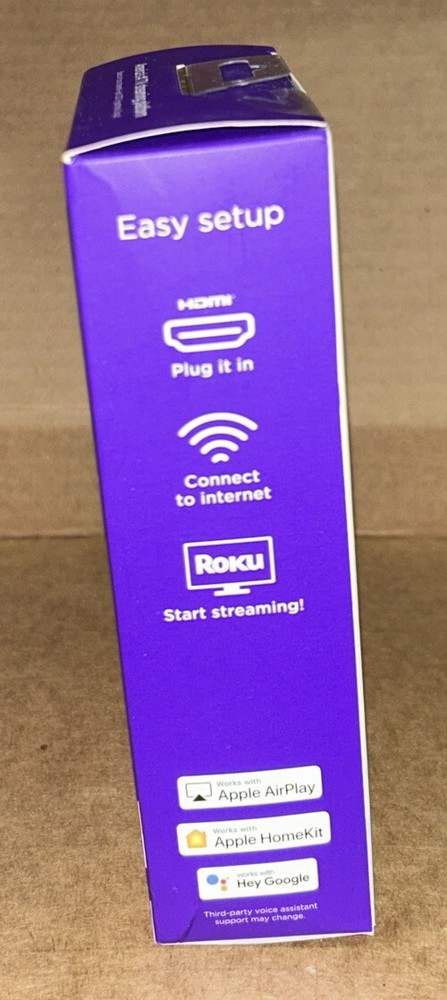 Easy setup
HDMI
Plug it in
Connect
to internet
Roku
Start streaming!
Works with
Apple AirPlay
Works with
Apple HomeKit
works with
Hey Google
Third-party voice assistant
support may change.